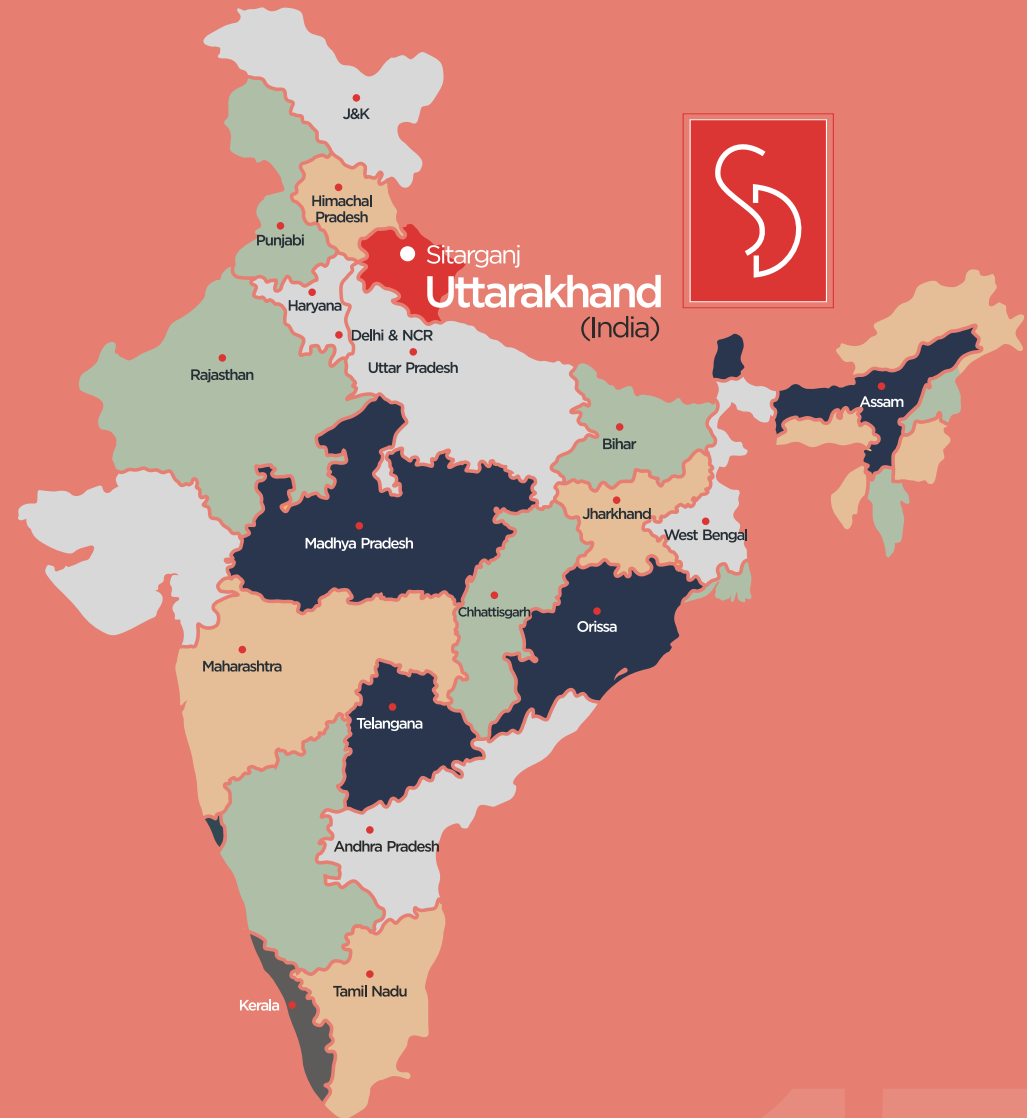 J&K
Himachal
Pradesh
Punjabi
Sitarganj
Uttarakhand
(India)
Haryana
Delhi & NCR
Uttar Pradesh
Rajasthan
Assam
Bihar
Jharkhand
West Bengal
Madhya Pradesh
Chhattisgarh
Orissa
Maharashtra
Telangana
Andhra Pradesh
Tamil Nadu
Kerala
SD